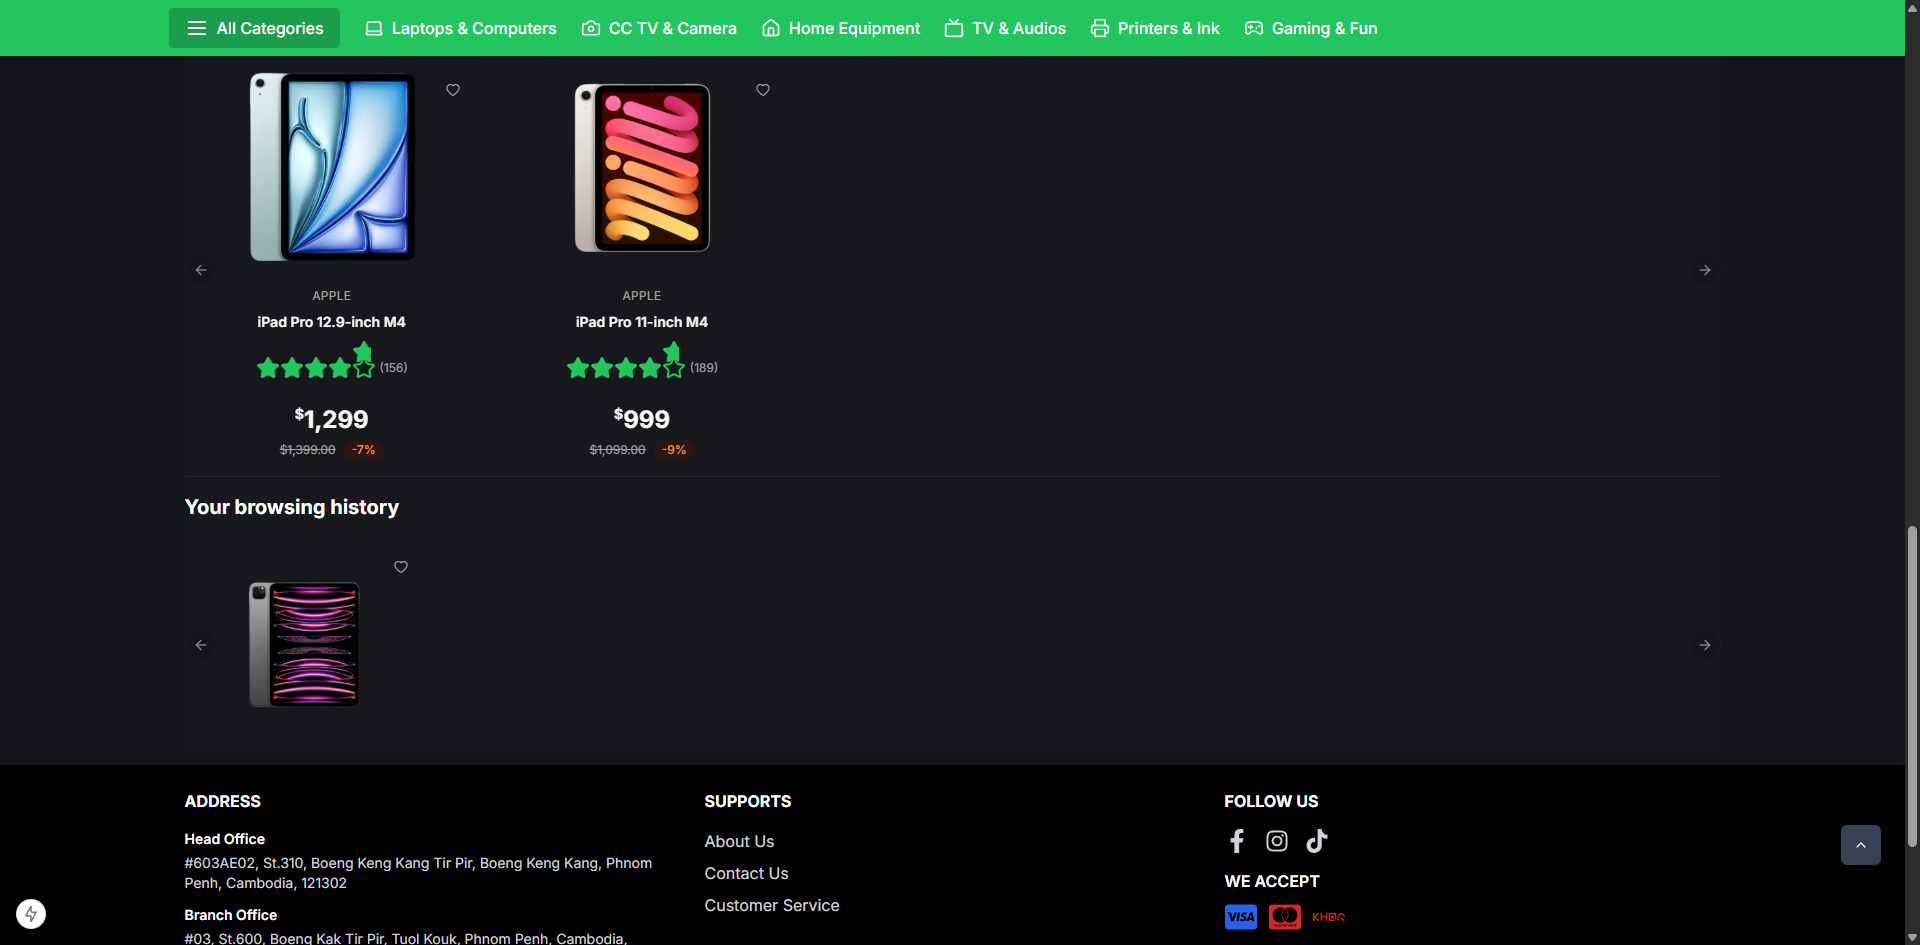 All Categories
Laptops & Computers
CC TV & Camera
Home Equipment
TV & Audios
Printers & Ink
Gaming & Fun
APPLE
iPad Pro 12.9-inch M4
(156)
$1,299
$1,399.00 -7%
APPLE
iPad Pro 11-inch M4
(189)
$999
$1,099.00 -9%
Your browsing history
ADDRESS
Head Office
#603AE02, St.310, Boeng Keng Kang Tir Pir, Boeng Keng Kang, Phnom
Penh, Cambodia, 121302
Branch Office
#03, St.600, Boeng Kak Tir Pir, Tuol Kouk, Phnom Penh, Cambodia,
SUPPORTS
About Us
Contact Us
Customer Service
FOLLOW US
WE ACCEPT
VISA
KHQR